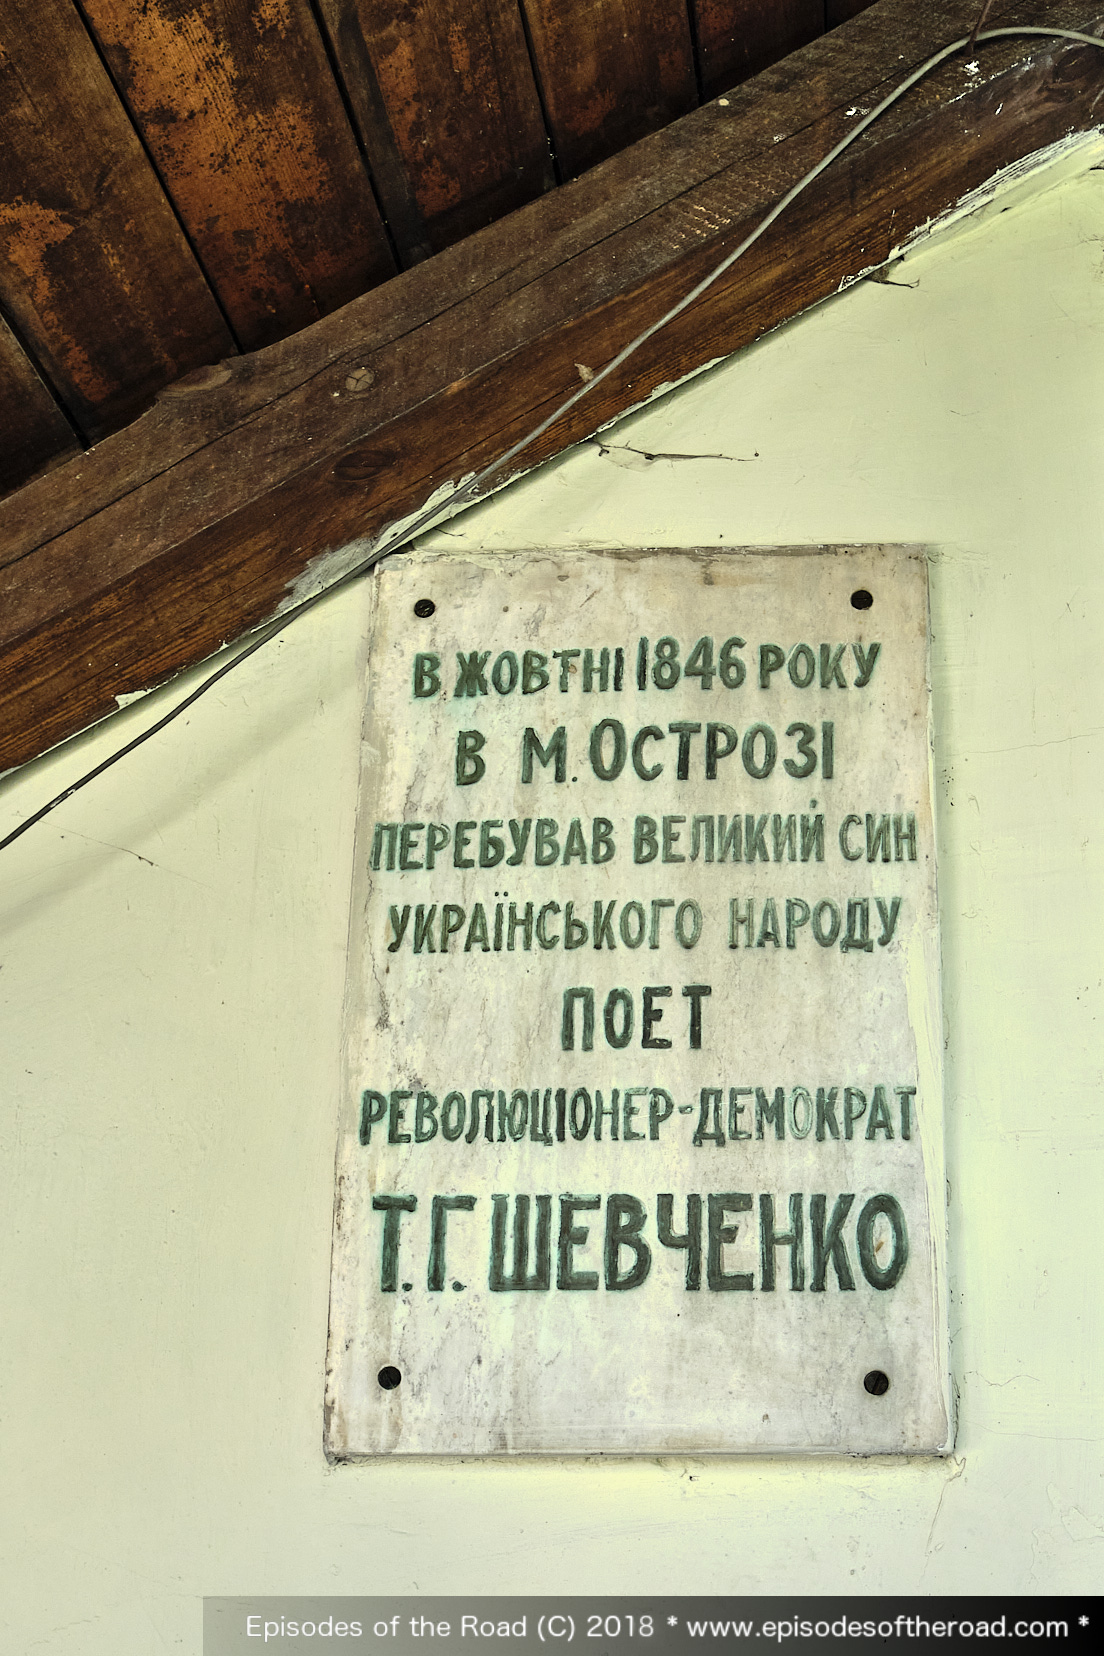 В ЖОВТНІ 1846 РОКУ
В М. ОСТРОЗІ
ПЕРЕБУВАВ ВЕЛИКИЙ СИН
УКРАЇНСЬКОГО НАРОДУ
ПОЕТ
РЕВОЛЮЦІОНЕР-ДЕМОКРАТ
Т.Г. ШЕВЧЕНКО
Episodes of the Road (C) 2018 * www.episodesoftheroad.com *